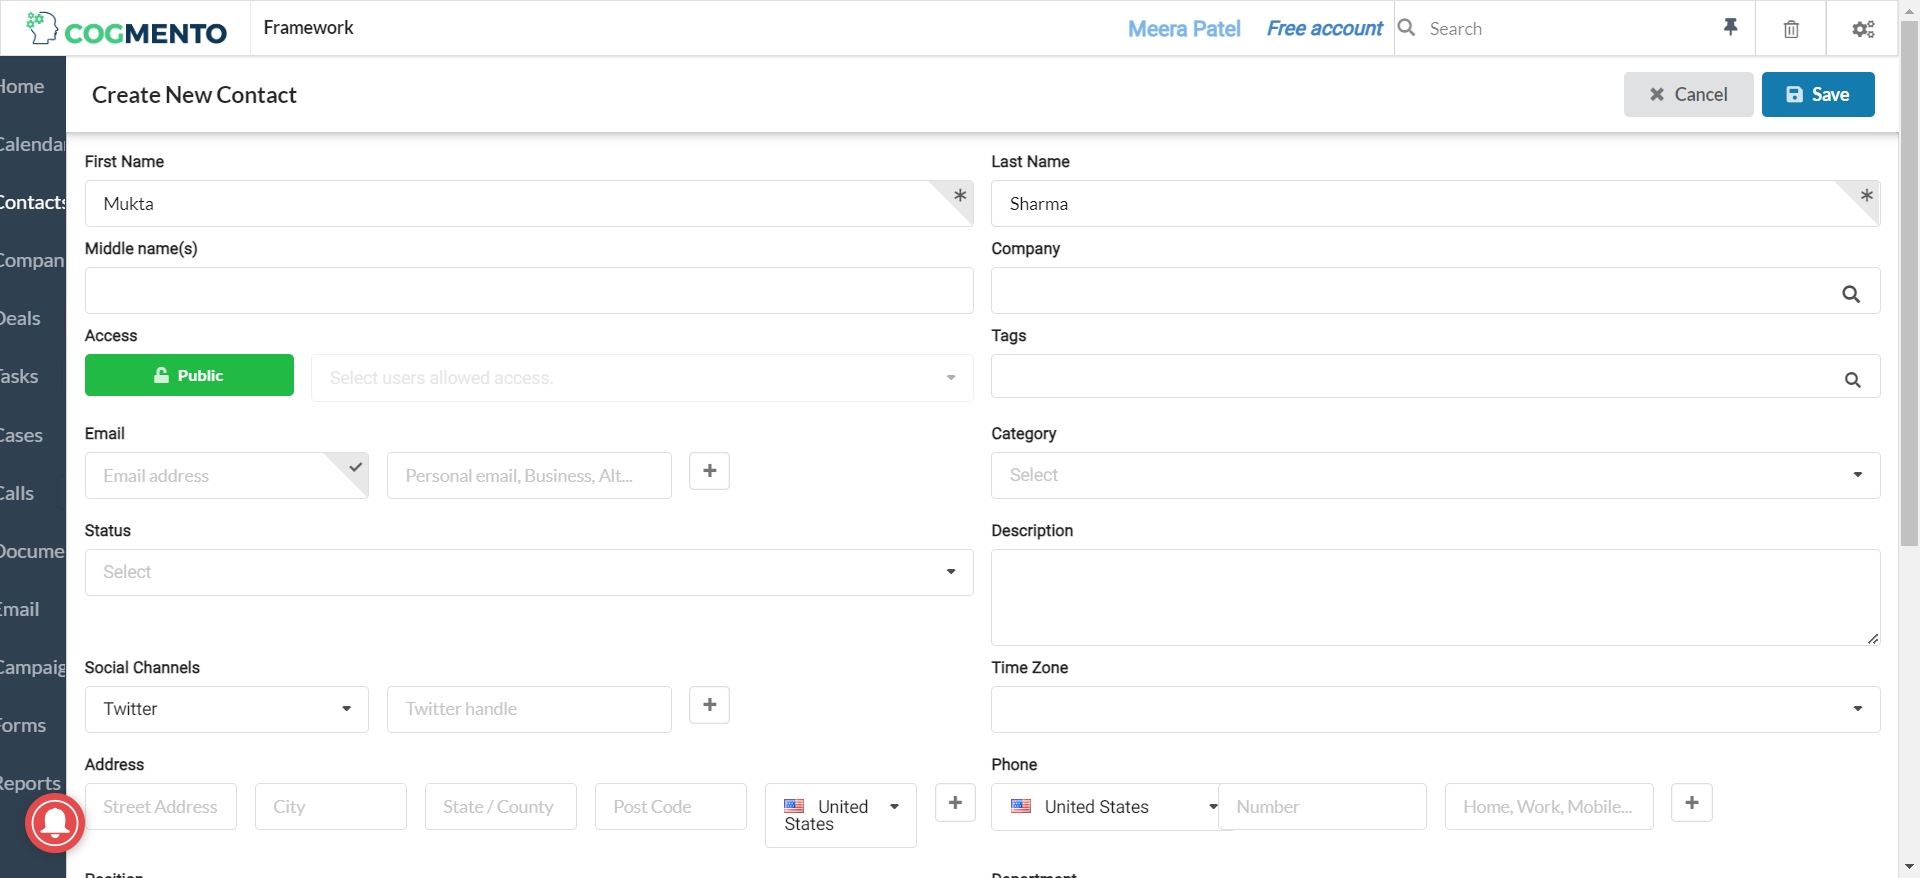 COGMENTO
Framework
Meera Patel
Free account
Search
Home
Calenda
Contacts
Compan
Deals
Tasks
Cases
Calls
Docume
Email
Campaig
Forms
Reports
Create New Contact
Cancel
Save
First Name
Last Name
Mukta
Sharma
Middle name(s)
Company
Access
Tags
Public
Select users allowed access.
Email
Category
Email address
Personal email, Business, Alt...
Select
Status
Description
Select
Social Channels
Time Zone
Twitter
Twitter handle
Address
Phone
Street Address
City
State / County
Post Code
United
States
United States
Number
Home, Work, Mobile...
Position
Department